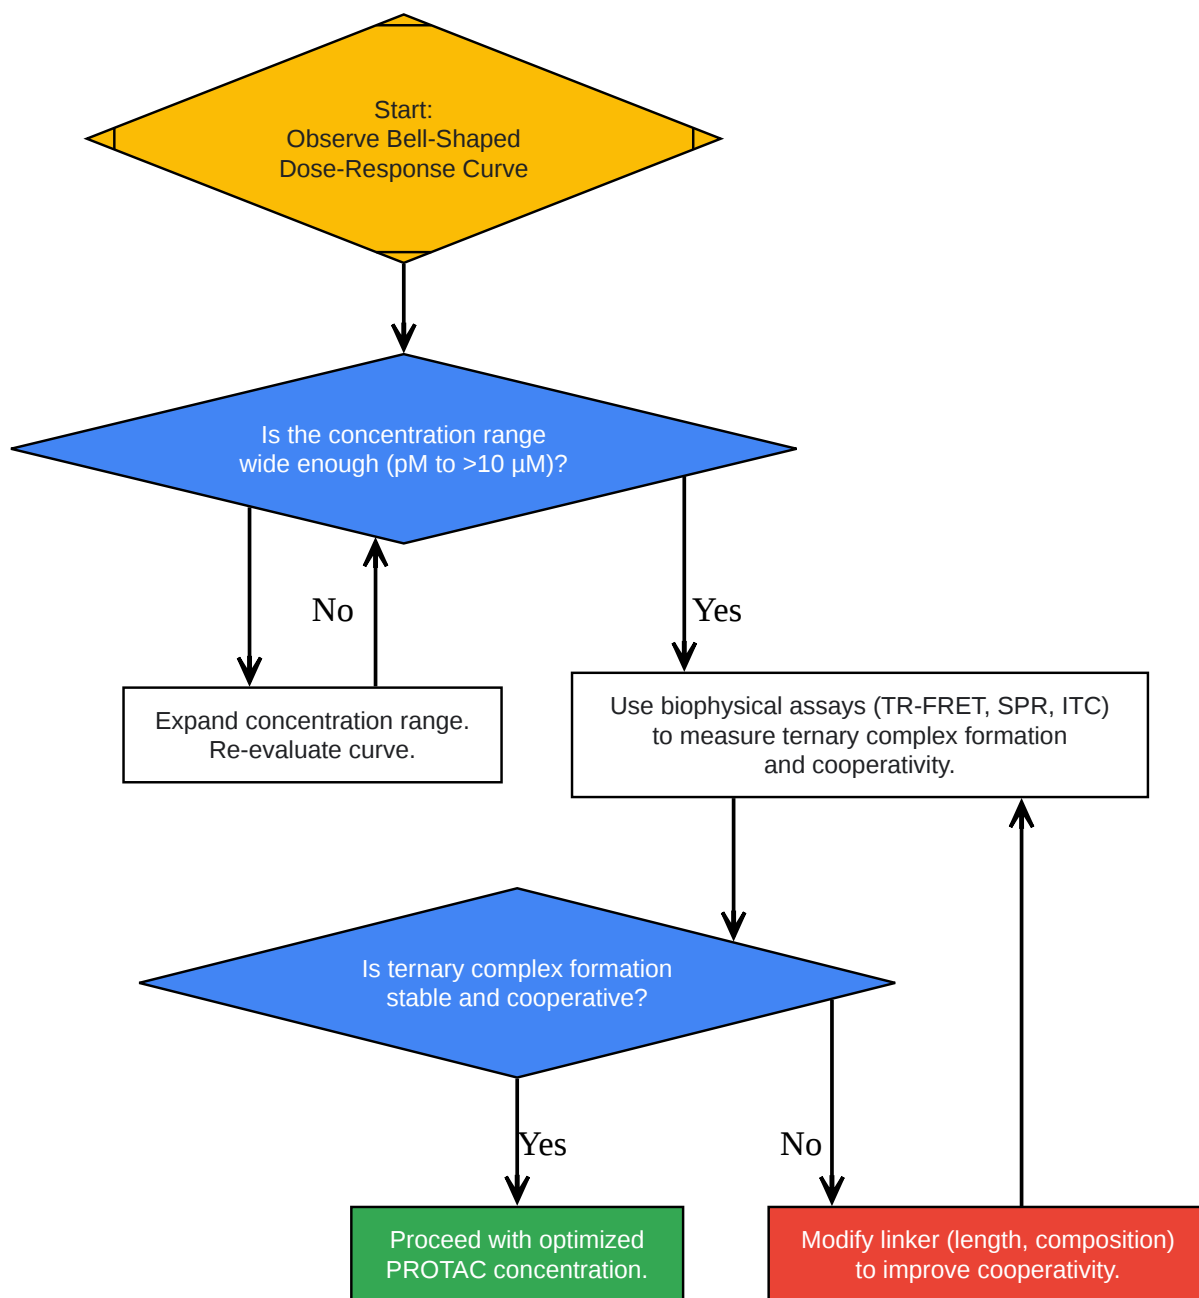 Start:
Observe Bell-Shaped
Dose-Response Curve
Is the concentration range
wide enough (pM to >10 µM)?
No
Yes
Expand concentration range.
Re-evaluate curve.
Use biophysical assays (TR-FRET, SPR, ITC)
to measure ternary complex formation
and cooperativity.
Is ternary complex formation
stable and cooperative?
Yes
No
Proceed with optimized
PROTAC concentration.
Modify linker (length, composition)
to improve cooperativity.